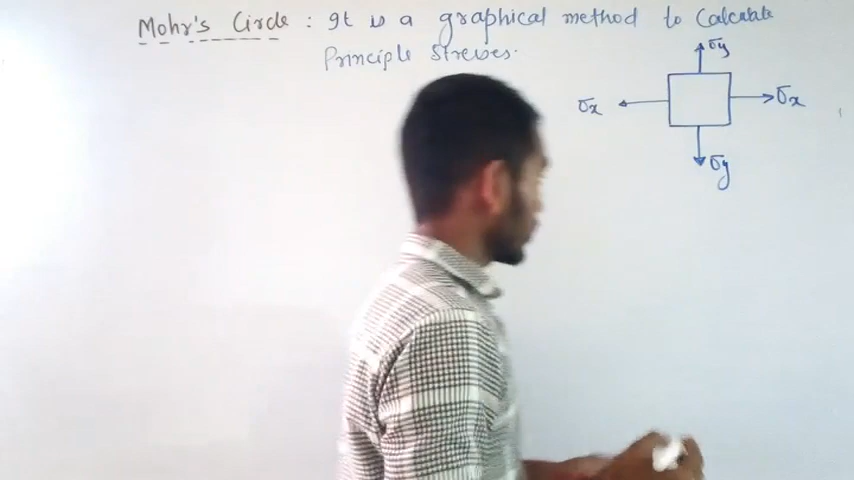 Mohr's Circle : It is a graphical method to Calculate
Principle Stresses.
σy
σx
σx
σy